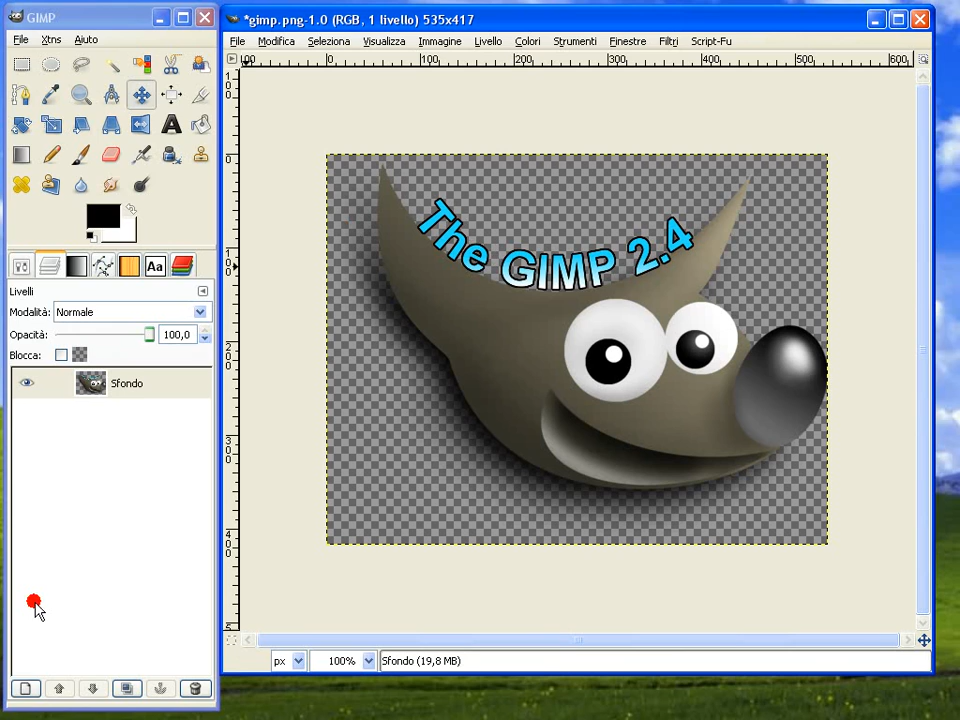 GIMP
File Xtns Aiuto
Livelli
Modalità: Normale
Opacità: 100,0
Blocca:
Sfondo
*gimp.png-1.0 (RGB, 1 livello) 535x417
File Modifica Seleziona Visualizza Immagine Livello Colori Strumenti Finestre Filtri Script-Fu
0 100 200 300 400 500 600
The GIMP 2.4
px 100% Sfondo (19,8 MB)